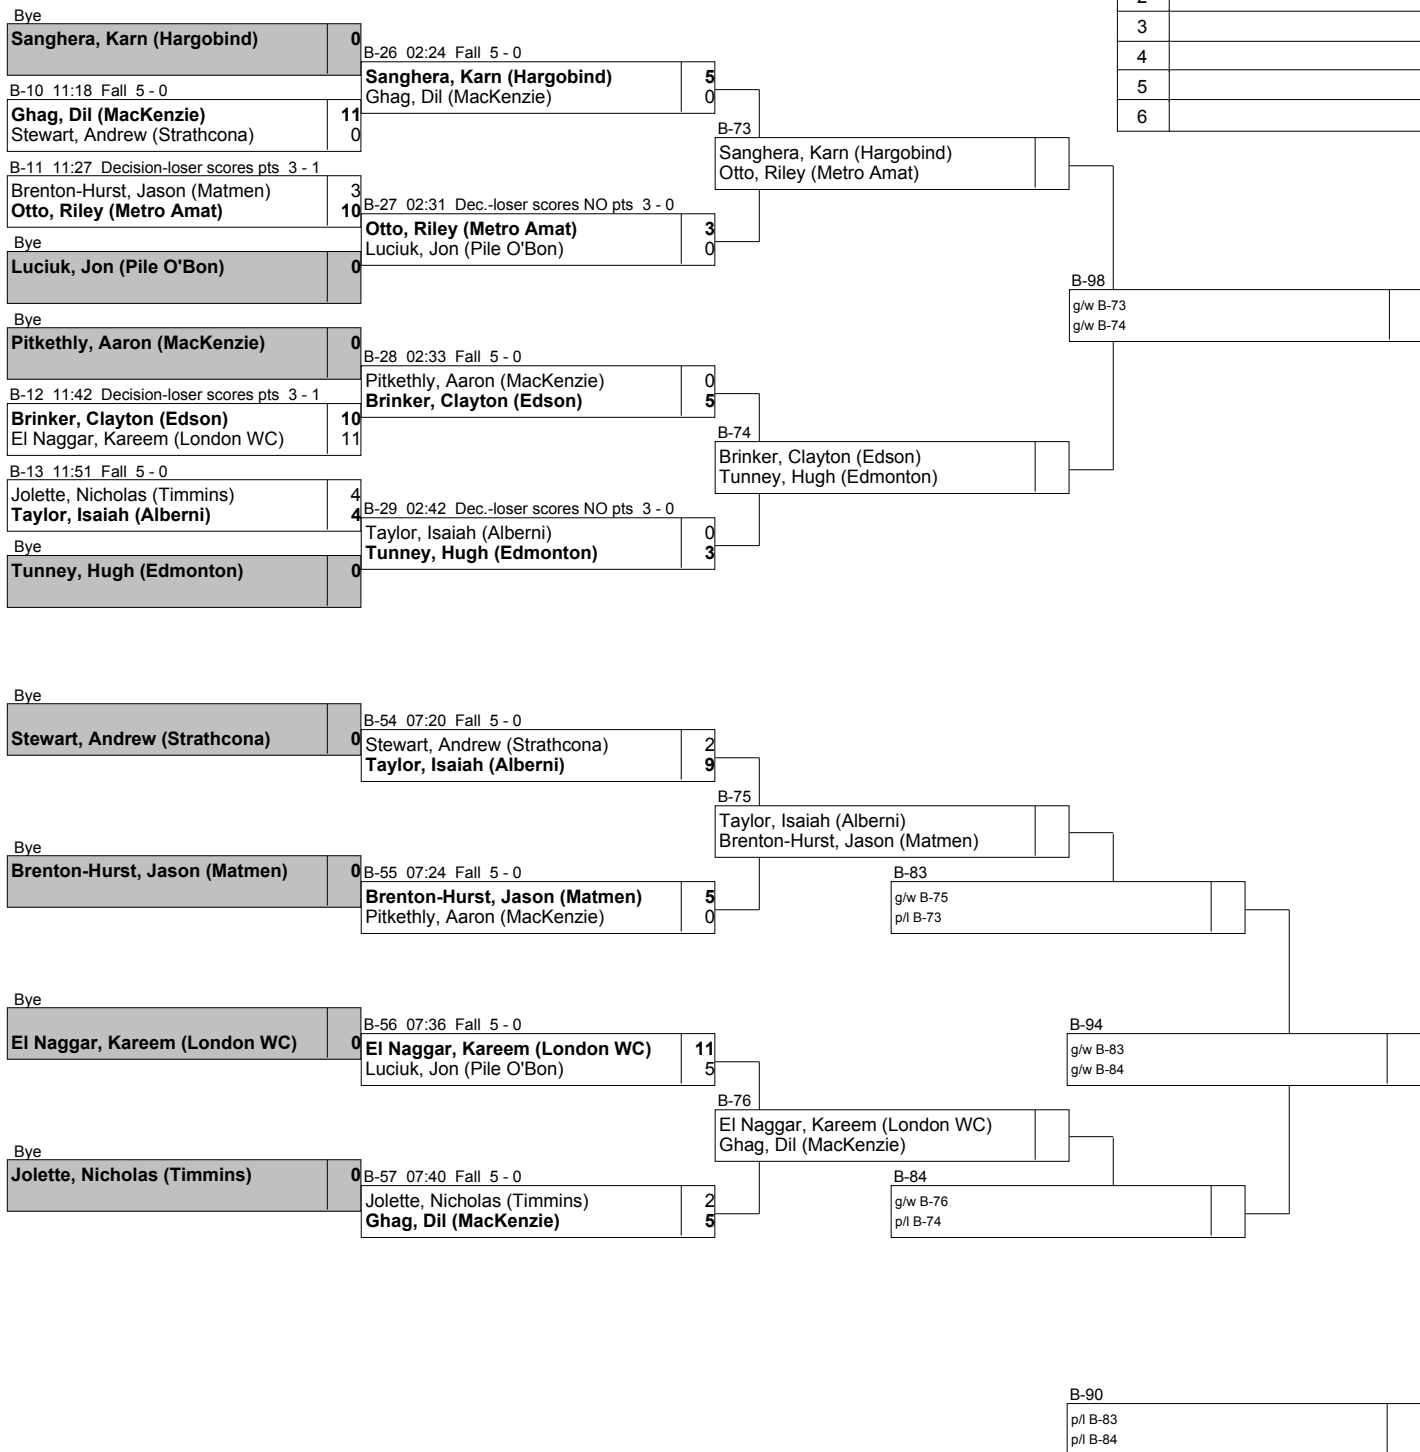 2
3
4
5
6
Bye
Sanghera, Karn (Hargobind) 0
B-10 11:18 Fall 5 - 0
Ghag, Dil (MacKenzie) 11
Stewart, Andrew (Strathcona) 0
B-11 11:27 Decision-loser scores pts 3 - 1
Brenton-Hurst, Jason (Matmen) 3
Otto, Riley (Metro Amat) 10
Bye
Luciuk, Jon (Pile O'Bon) 0
Bye
Pitkethly, Aaron (MacKenzie) 0
B-12 11:42 Decision-loser scores pts 3 - 1
Brinker, Clayton (Edson) 10
El Naggar, Kareem (London WC) 11
B-13 11:51 Fall 5 - 0
Jolette, Nicholas (Timmins) 4
Taylor, Isaiah (Alberni) 4
Bye
Tunney, Hugh (Edmonton) 0
B-26 02:24 Fall 5 - 0
Sanghera, Karn (Hargobind) 5
Ghag, Dil (MacKenzie) 0
B-27 02:31 Dec.-loser scores NO pts 3 - 0
Otto, Riley (Metro Amat) 3
Luciuk, Jon (Pile O'Bon) 0
B-28 02:33 Fall 5 - 0
Pitkethly, Aaron (MacKenzie) 0
Brinker, Clayton (Edson) 5
B-29 02:42 Dec.-loser scores NO pts 3 - 0
Taylor, Isaiah (Alberni) 0
Tunney, Hugh (Edmonton) 3
B-73
Sanghera, Karn (Hargobind)
Otto, Riley (Metro Amat)
B-74
Brinker, Clayton (Edson)
Tunney, Hugh (Edmonton)
B-98
g/w B-73
g/w B-74
Bye
Stewart, Andrew (Strathcona) 0
Bye
Brenton-Hurst, Jason (Matmen) 0
Bye
El Naggar, Kareem (London WC) 0
Bye
Jolette, Nicholas (Timmins) 0
B-54 07:20 Fall 5 - 0
Stewart, Andrew (Strathcona) 2
Taylor, Isaiah (Alberni) 9
B-55 07:24 Fall 5 - 0
Brenton-Hurst, Jason (Matmen) 5
Pitkethly, Aaron (MacKenzie) 0
B-56 07:36 Fall 5 - 0
El Naggar, Kareem (London WC) 11
Luciuk, Jon (Pile O'Bon) 5
B-57 07:40 Fall 5 - 0
Jolette, Nicholas (Timmins) 2
Ghag, Dil (MacKenzie) 5
B-75
Taylor, Isaiah (Alberni)
Brenton-Hurst, Jason (Matmen)
B-76
El Naggar, Kareem (London WC)
Ghag, Dil (MacKenzie)
B-83
g/w B-75
p/l B-73
B-84
g/w B-76
p/l B-74
B-94
g/w B-83
g/w B-84
B-90
p/l B-83
p/l B-84